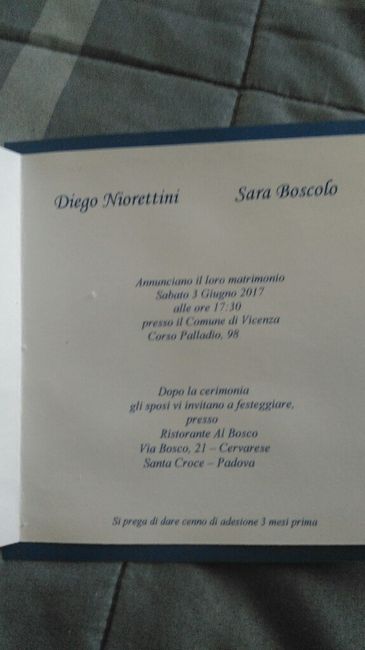 Diego Niorettini Sara Boscolo
Annunciano il loro matrimonio
Sabato 3 Giugno 2017
alle ore 17:30
presso il Comune di Vicenza
Corso Palladio, 98
Dopo la cerimonia
gli sposi vi invitano a festeggiare,
presso
Ristorante Al Bosco
Via Bosco, 21 – Cervarese
Santa Croce – Padova
Si prega di dare cenno di adesione 3 mesi prima